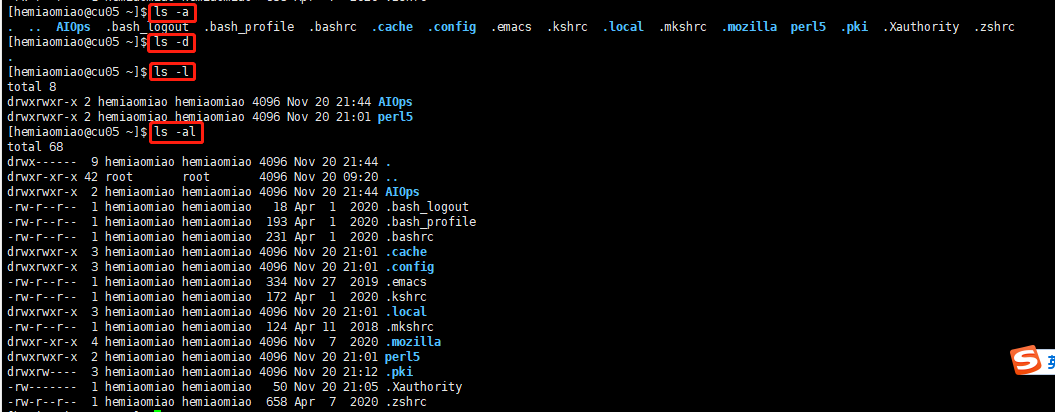 [hemiaomiao@cu05 ~]$ ls -a
. .. AIOps .bash_logout .bash_profile .bashrc .cache .config .emacs .kshrc .local .mkshrc .mozilla perl5 .pki .Xauthority .zshrc
[hemiaomiao@cu05 ~]$ ls -d
.
[hemiaomiao@cu05 ~]$ ls -l
total 8
drwxrwxr-x 2 hemiaomiao hemiaomiao 4096 Nov 20 21:44 AIOps
drwxrwxr-x 2 hemiaomiao hemiaomiao 4096 Nov 20 21:01 perl5
[hemiaomiao@cu05 ~]$ ls -al
total 68
drwx------ 9 hemiaomiao hemiaomiao 4096 Nov 20 21:44 .
drwxr-xr-x 42 root root 4096 Nov 20 09:20 ..
drwxrwxr-x 2 hemiaomiao hemiaomiao 4096 Nov 20 21:44 AIOps
-rw-r--r-- 1 hemiaomiao hemiaomiao 18 Apr 1 2020 .bash_logout
-rw-r--r-- 1 hemiaomiao hemiaomiao 193 Apr 1 2020 .bash_profile
-rw-r--r-- 1 hemiaomiao hemiaomiao 231 Apr 1 2020 .bashrc
drwxrwxr-x 3 hemiaomiao hemiaomiao 4096 Nov 20 21:01 .cache
drwxrwxr-x 3 hemiaomiao hemiaomiao 4096 Nov 20 21:01 .config
-rw-r--r-- 1 hemiaomiao hemiaomiao 334 Nov 27 2019 .emacs
-rw-r--r-- 1 hemiaomiao hemiaomiao 172 Apr 1 2020 .kshrc
drwxrwxr-x 3 hemiaomiao hemiaomiao 4096 Nov 20 21:01 .local
-rw-r--r-- 1 hemiaomiao hemiaomiao 124 Apr 11 2018 .mkshrc
drwxr-xr-x 4 hemiaomiao hemiaomiao 4096 Nov 7 2020 .mozilla
drwxrwxr-x 2 hemiaomiao hemiaomiao 4096 Nov 20 21:01 perl5
drwxrw---- 3 hemiaomiao hemiaomiao 4096 Nov 20 21:12 .pki
-rw------- 1 hemiaomiao hemiaomiao 50 Nov 20 21:05 .Xauthority
-rw-r--r-- 1 hemiaomiao hemiaomiao 658 Apr 7 2020 .zshrc